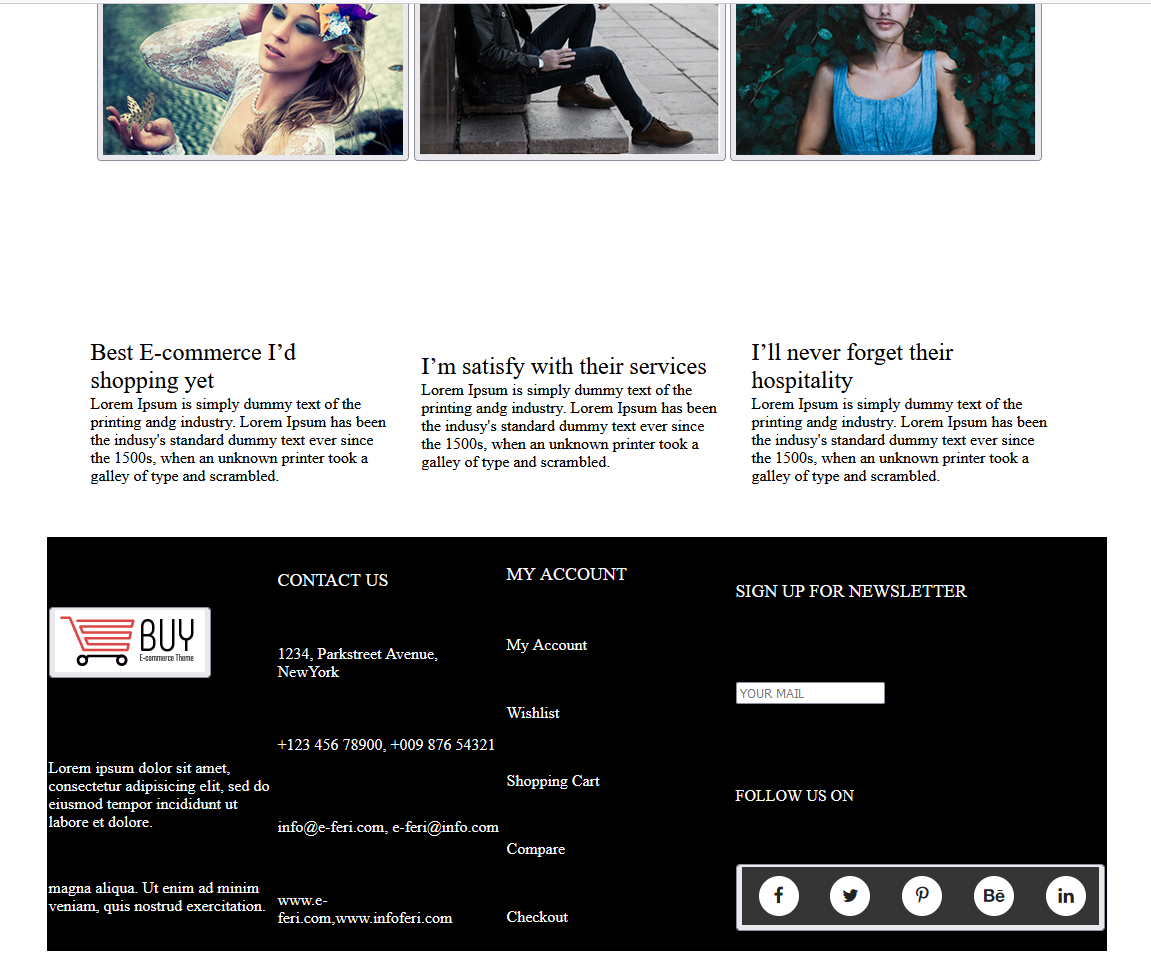 Best E-commerce I’d
shopping yet
Lorem Ipsum is simply dummy text of the
printing andg industry. Lorem Ipsum has been
the indusy's standard dummy text ever since
the 1500s, when an unknown printer took a
galley of type and scrambled.
I’m satisfy with their services
Lorem Ipsum is simply dummy text of the
printing andg industry. Lorem Ipsum has been
the indusy's standard dummy text ever since
the 1500s, when an unknown printer took a
galley of type and scrambled.
I’ll never forget their
hospitality
Lorem Ipsum is simply dummy text of the
printing andg industry. Lorem Ipsum has been
the indusy's standard dummy text ever since
the 1500s, when an unknown printer took a
galley of type and scrambled.
BUY
E-commerce Theme
Lorem ipsum dolor sit amet,
consectetur adipisicing elit, sed do
eiusmod tempor incididunt ut
labore et dolore.
magna aliqua. Ut enim ad minim
veniam, quis nostrud exercitation.
CONTACT US
1234, Parkstreet Avenue,
NewYork
+123 456 78900, +009 876 54321
info@e-feri.com, e-feri@info.com
www.e-
feri.com,www.infoferi.com
MY ACCOUNT
My Account
Wishlist
Shopping Cart
Compare
Checkout
SIGN UP FOR NEWSLETTER
YOUR MAIL
FOLLOW US ON
f
Bē
in